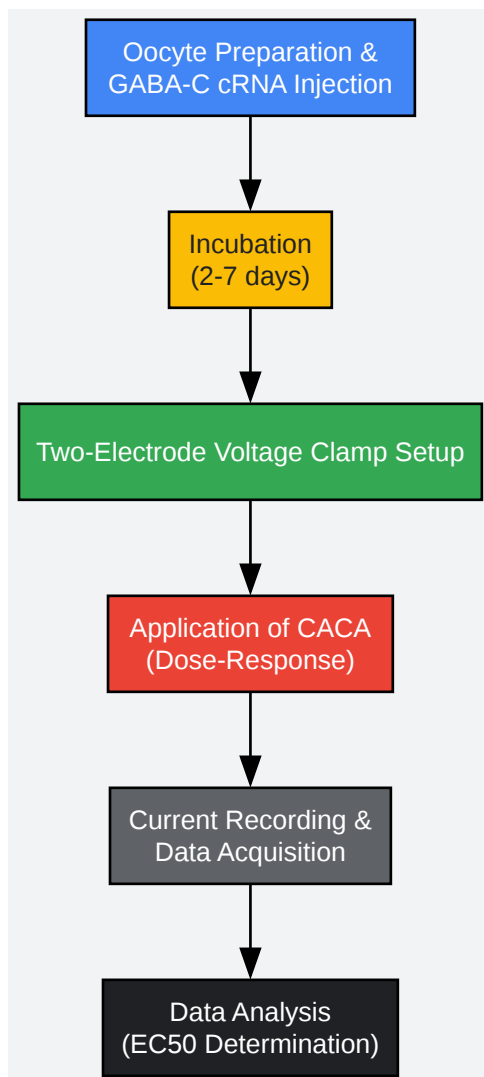 Oocyte Preparation &
GABA-C cRNA Injection
Incubation
(2-7 days)
Two-Electrode Voltage Clamp Setup
Application of CACA
(Dose-Response)
Current Recording &
Data Acquisition
Data Analysis
(EC50 Determination)